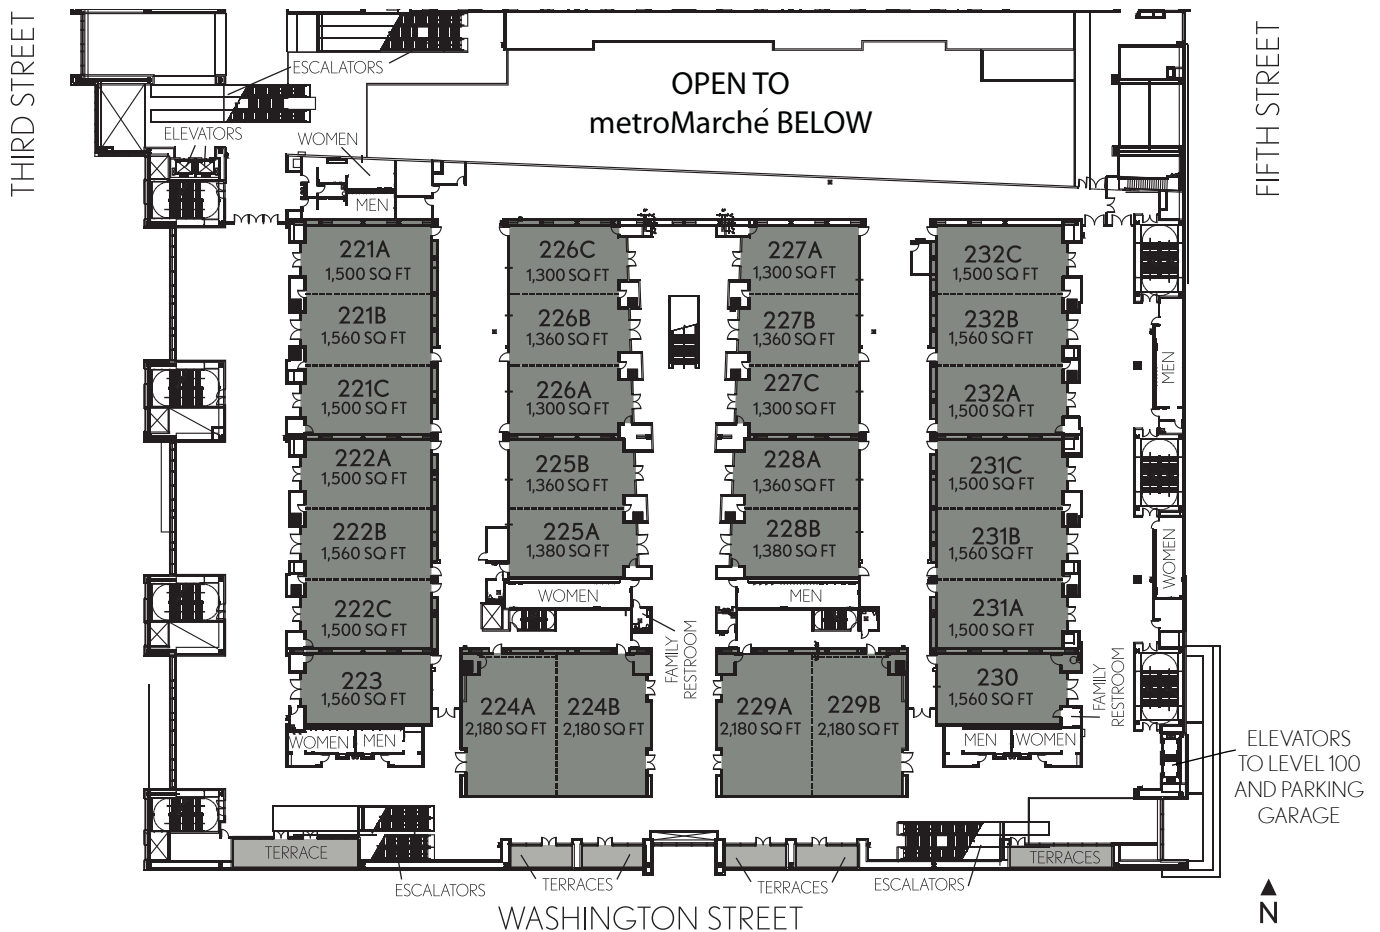 THIRD STREET
FIFTH STREET
ESCALATORS
OPEN TO
metroMarché BELOW
ELEVATORS
WOMEN
MEN
221A
1,500 SQ FT
226C
1,300 SQ FT
227A
1,300 SQ FT
232C
1,500 SQ FT
221B
1,560 SQ FT
226B
1,360 SQ FT
227B
1,360 SQ FT
232B
1,560 SQ FT
MEN
221C
1,500 SQ FT
226A
1,300 SQ FT
227C
1,300 SQ FT
232A
1,500 SQ FT
222A
1,500 SQ FT
225B
1,360 SQ FT
228A
1,360 SQ FT
231C
1,500 SQ FT
222B
1,560 SQ FT
225A
1,380 SQ FT
228B
1,380 SQ FT
231B
1,560 SQ FT
WOMEN
WOMEN
MEN
222C
1,500 SQ FT
231A
1,500 SQ FT
FAMILY
RESTROOM
223
1,560 SQ FT
224A
2,180 SQ FT
224B
2,180 SQ FT
229A
2,180 SQ FT
229B
2,180 SQ FT
230
1,560 SQ FT
FAMILY
RESTROOM
WOMEN
MEN
MEN
WOMEN
ELEVATORS
TO LEVEL 100
AND PARKING
GARAGE
TERRACE
TERRACES
ESCALATORS
TERRACES
TERRACES
ESCALATORS
WASHINGTON STREET
N